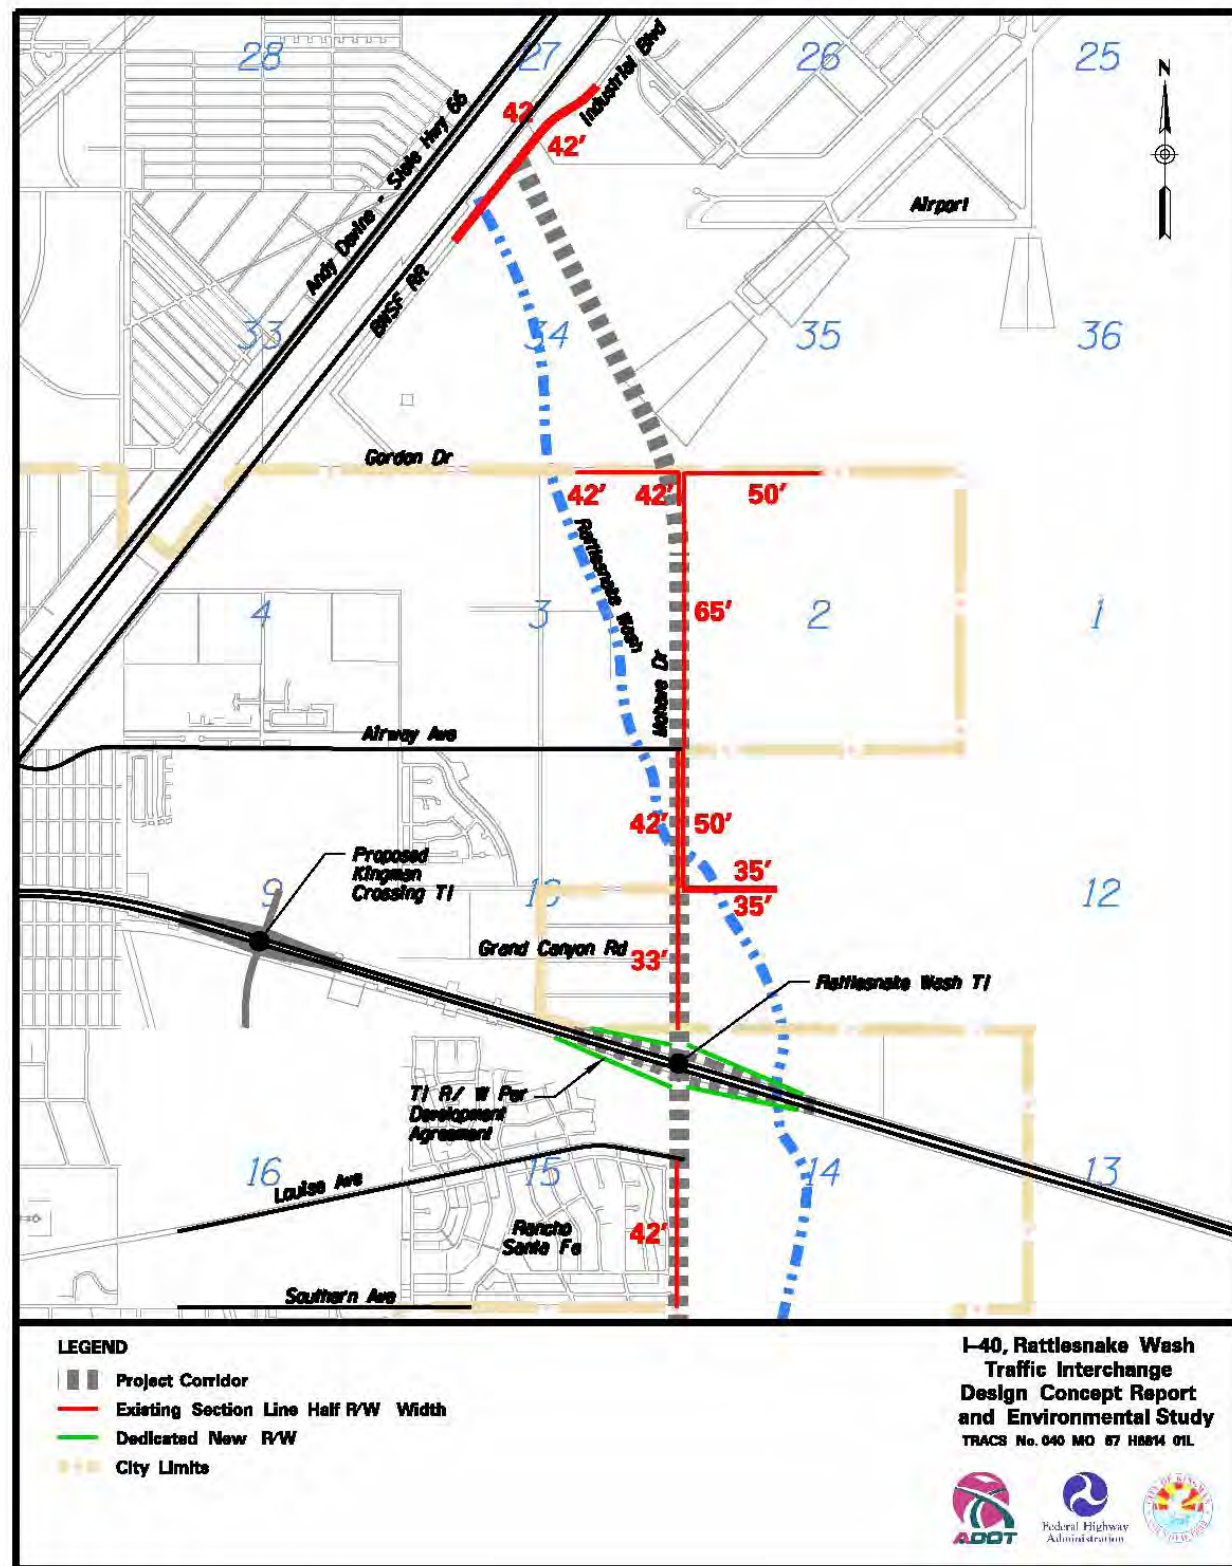 28
27
26
25
Industrial Blvd
N
42'
42'
Andy Devine - State Hwy 66
Airport
BNSF RR
33
34
35
36
Gordon Dr
42'
42'
50'
Rattlesnake Wash
4
3
65'
2
1
Mohave Dr
Airway Ave
42'
50'
Proposed
Kingman
Crossing TI
35'
35'
9
10
12
Grand Canyon Rd
33'
Rattlesnake Wash TI
TI R/W Per
Development
Agreement
16
15
14
13
Louise Ave
Rancho
Santa Fe
42'
Southern Ave
LEGEND
Project Corridor
Existing Section Line Half R/W Width
Dedicated New R/W
City Limits
I-40, Rattlesnake Wash
Traffic Interchange
Design Concept Report
and Environmental Study
TRACS No. 040 MO 57 H6814 01L
ADOT
Federal Highway
Administration
CITY OF KINGMAN